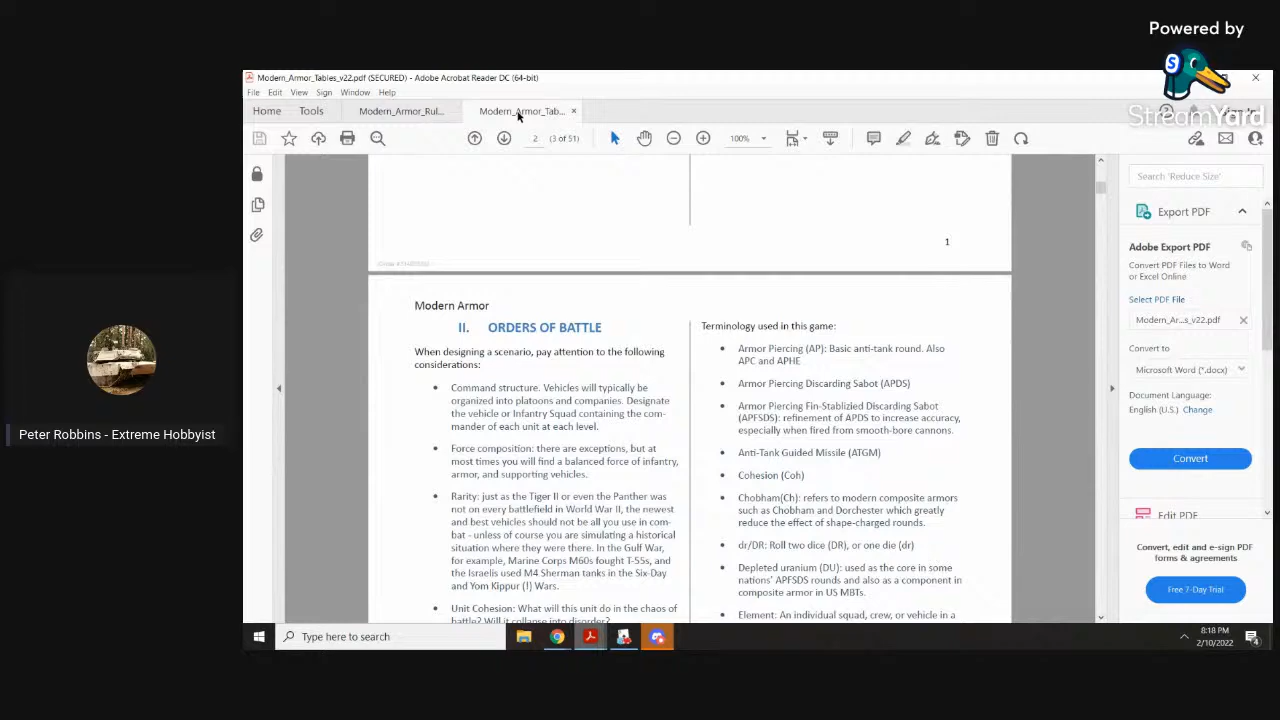 Powered by
StreamYard
Modern_Armor_Tables_v22.pdf (SECURED) - Adobe Acrobat Reader DC (64-bit)
File Edit View Sign Window Help
Home Tools Modern_Armor_Rul... Modern_Armor_Tab... ×
Sign In
2 (3 of 51) 100%
Search 'Reduce Size'
Export PDF
Adobe Export PDF
Convert PDF Files to Word
or Excel Online
Select PDF File
Modern_Ar...s_v22.pdf
Convert to
Microsoft Word (*.docx)
Document Language:
English (U.S.) Change
Convert
Edit PDF
Convert, edit and e-sign PDF
forms & agreements
Free 7-Day Trial
1
Modern Armor
II. ORDERS OF BATTLE
When designing a scenario, pay attention to the following
considerations:
• Command structure. Vehicles will typically be
organized into platoons and companies. Designate
the vehicle or Infantry Squad containing the com-
mander of each unit at each level.
• Force composition: there are exceptions, but at
most times you will find a balanced force of infantry,
armor, and supporting vehicles.
• Rarity: just as the Tiger II or even the Panther was
not on every battlefield in World War II, the newest
and best vehicles should not be all you use in com-
bat - unless of course you are simulating a historical
situation where they were there. In the Gulf War,
for example, Marine Corps M60s fought T-55s, and
the Israelis used M4 Sherman tanks in the Six-Day
and Yom Kippur (!) Wars.
• Unit Cohesion: What will this unit do in the chaos of
battle? Will it collapse into disorder?
Terminology used in this game:
• Armor Piercing (AP): Basic anti-tank round. Also
APC and APHE
• Armor Piercing Discarding Sabot (APDS)
• Armor Piercing Fin-Stablizied Discarding Sabot
(APFSDS): refinement of APDS to increase accuracy,
especially when fired from smooth-bore cannons.
• Anti-Tank Guided Missile (ATGM)
• Cohesion (Coh)
• Chobham(Ch): refers to modern composite armors
such as Chobham and Dorchester which greatly
reduce the effect of shape-charged rounds.
• dr/DR: Roll two dice (DR), or one die (dr)
• Depleted uranium (DU): used as the core in some
nations' APFSDS rounds and also as a component in
composite armor in US MBTs.
• Element: An individual squad, crew, or vehicle in a
Peter Robbins - Extreme Hobbyist
Type here to search
8:18 PM
2/10/2022
4